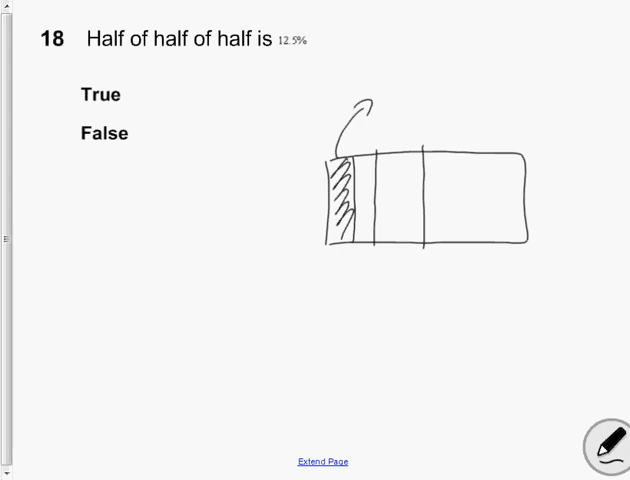 18 Half of half of half is 12.5%
True
False
Extend Page